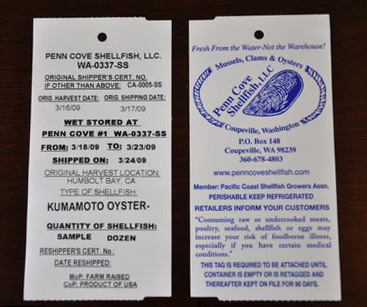 PENN COVE SHELLFISH, LLC.
WA-0337-SS
ORIGINAL SHIPPER'S CERT. NO.
IF OTHER THAN ABOVE: CA-0005-SS
ORIG. HARVEST DATE: ORIG. SHIPPING DATE:
3/16/09 3/17/09
WET STORED AT
PENN COVE #1 WA-0337-SS
FROM: 3/18/09 TO: 3/23/09
SHIPPED ON: 3/24/09
ORIGINAL HARVEST LOCATION:
HUMBOLT BAY, CA
TYPE OF SHELLFISH:
KUMAMOTO OYSTER-
QUANTITY OF SHELLFISH:
SAMPLE DOZEN
RESHIPPER'S CERT. No.
DATE RESHIPPED:
MoP: FARM RAISED
CoP: PRODUCT OF USA
Fresh From the Water-Not the Warehouse!
Mussels, Clams & Oysters
Penn Cove
Shellfish, LLC
Coupeville, Washington
P.O. Box 148
Coupeville, WA 98239
360-678-4803
www.penncoveshellfish.com
Member: Pacific Coast Shellfish Growers Assn.
PERISHABLE KEEP REFRIGERATED
RETAILERS INFORM YOUR CUSTOMERS
"Consuming raw or undercooked meats,
poultry, seafood, shellfish or eggs may
increase your risk of foodborne illness,
especially if you have certain medical
conditions."
THIS TAG IS REQUIRED TO BE ATTACHED UNTIL
CONTAINER IS EMPTY OR IS RETAGGED AND
THEREAFTER KEPT ON FILE FOR 90 DAYS.